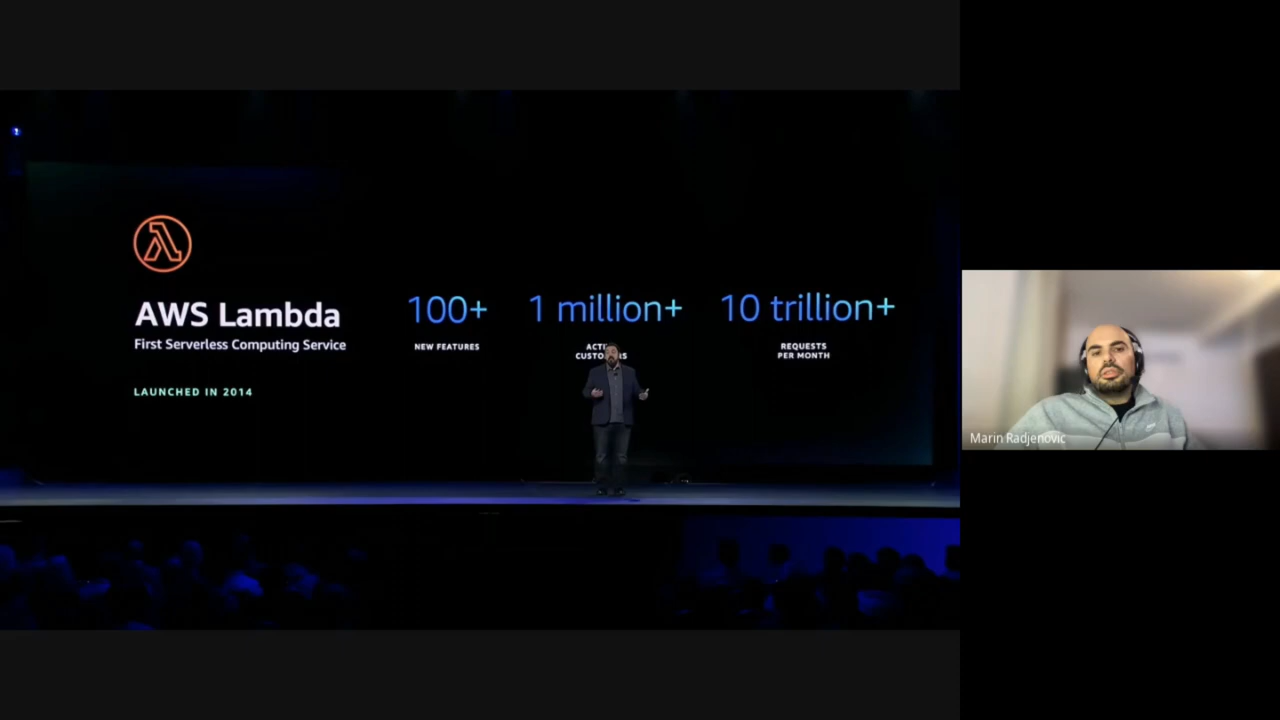 AWS Lambda
First Serverless Computing Service
LAUNCHED IN 2014
100+
NEW FEATURES
1 million+
10 trillion+
REQUESTS
PER MONTH
Marin Radjenovic